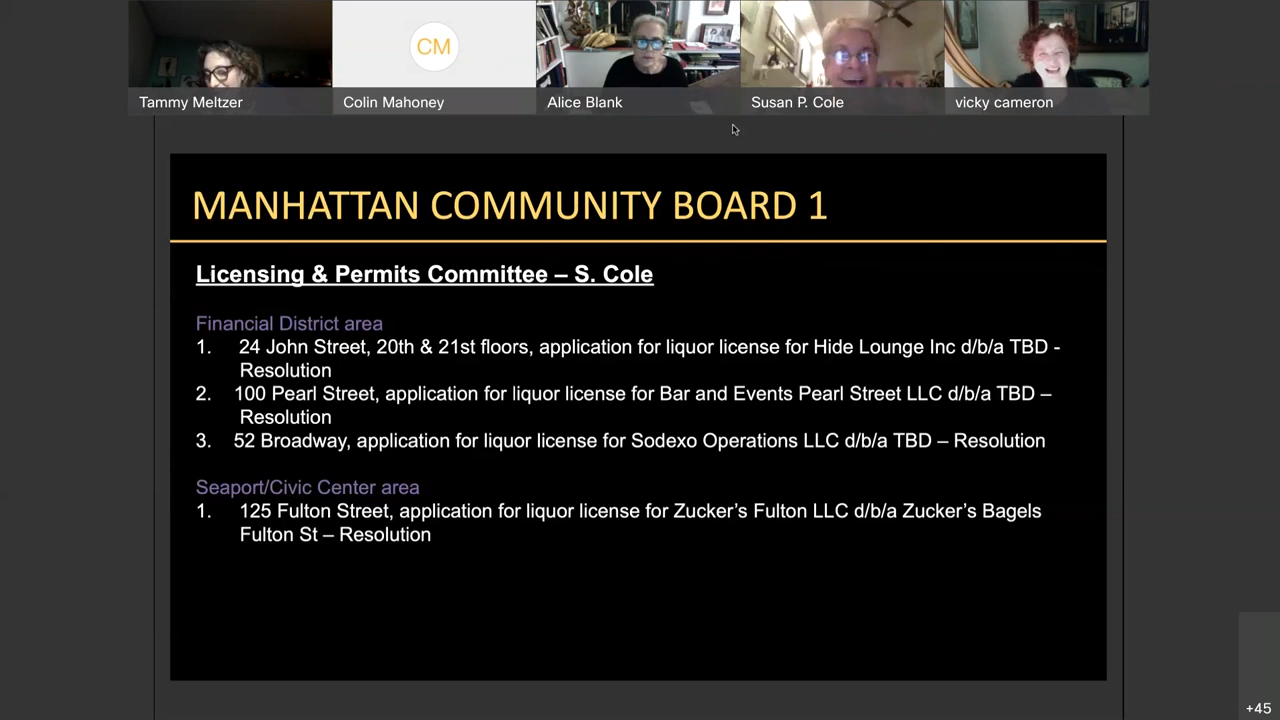 CM
Tammy Meltzer
Colin Mahoney
Alice Blank
Susan P. Cole
vicky cameron
MANHATTAN COMMUNITY BOARD 1
Licensing & Permits Committee – S. Cole
Financial District area
1. 24 John Street, 20th & 21st floors, application for liquor license for Hide Lounge Inc d/b/a TBD -
Resolution
2. 100 Pearl Street, application for liquor license for Bar and Events Pearl Street LLC d/b/a TBD –
Resolution
3. 52 Broadway, application for liquor license for Sodexo Operations LLC d/b/a TBD – Resolution
Seaport/Civic Center area
1. 125 Fulton Street, application for liquor license for Zucker’s Fulton LLC d/b/a Zucker’s Bagels
Fulton St – Resolution
+45